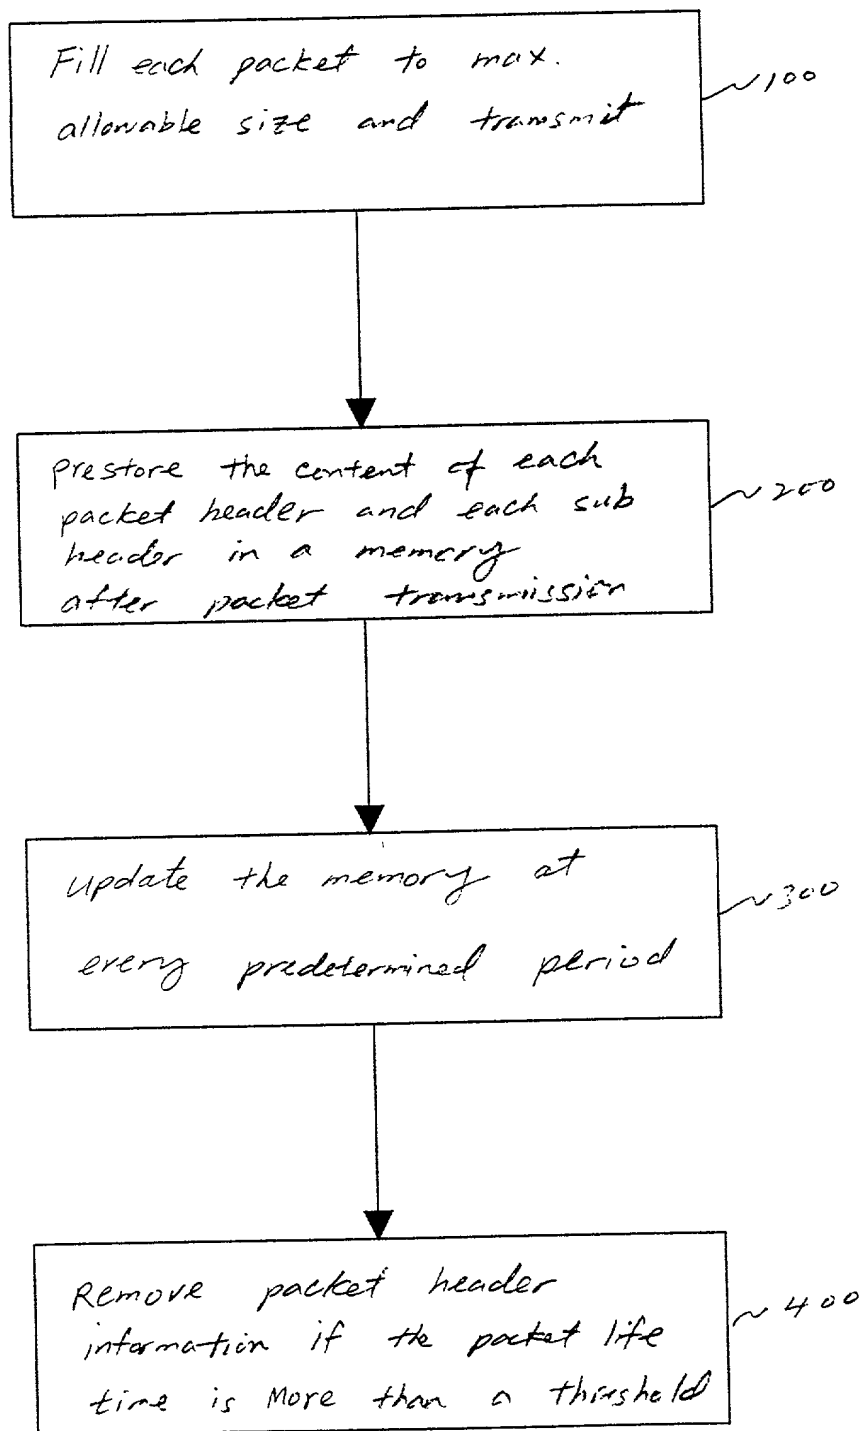 Fill each packet to max.
allowable size and transmit
100
prestore the content of each
packet header and each sub
header in a memory
after packet transmission
200
update the memory at
every predetermined period
300
Remove packet header
information if the packet life
time is More than a threshold
400